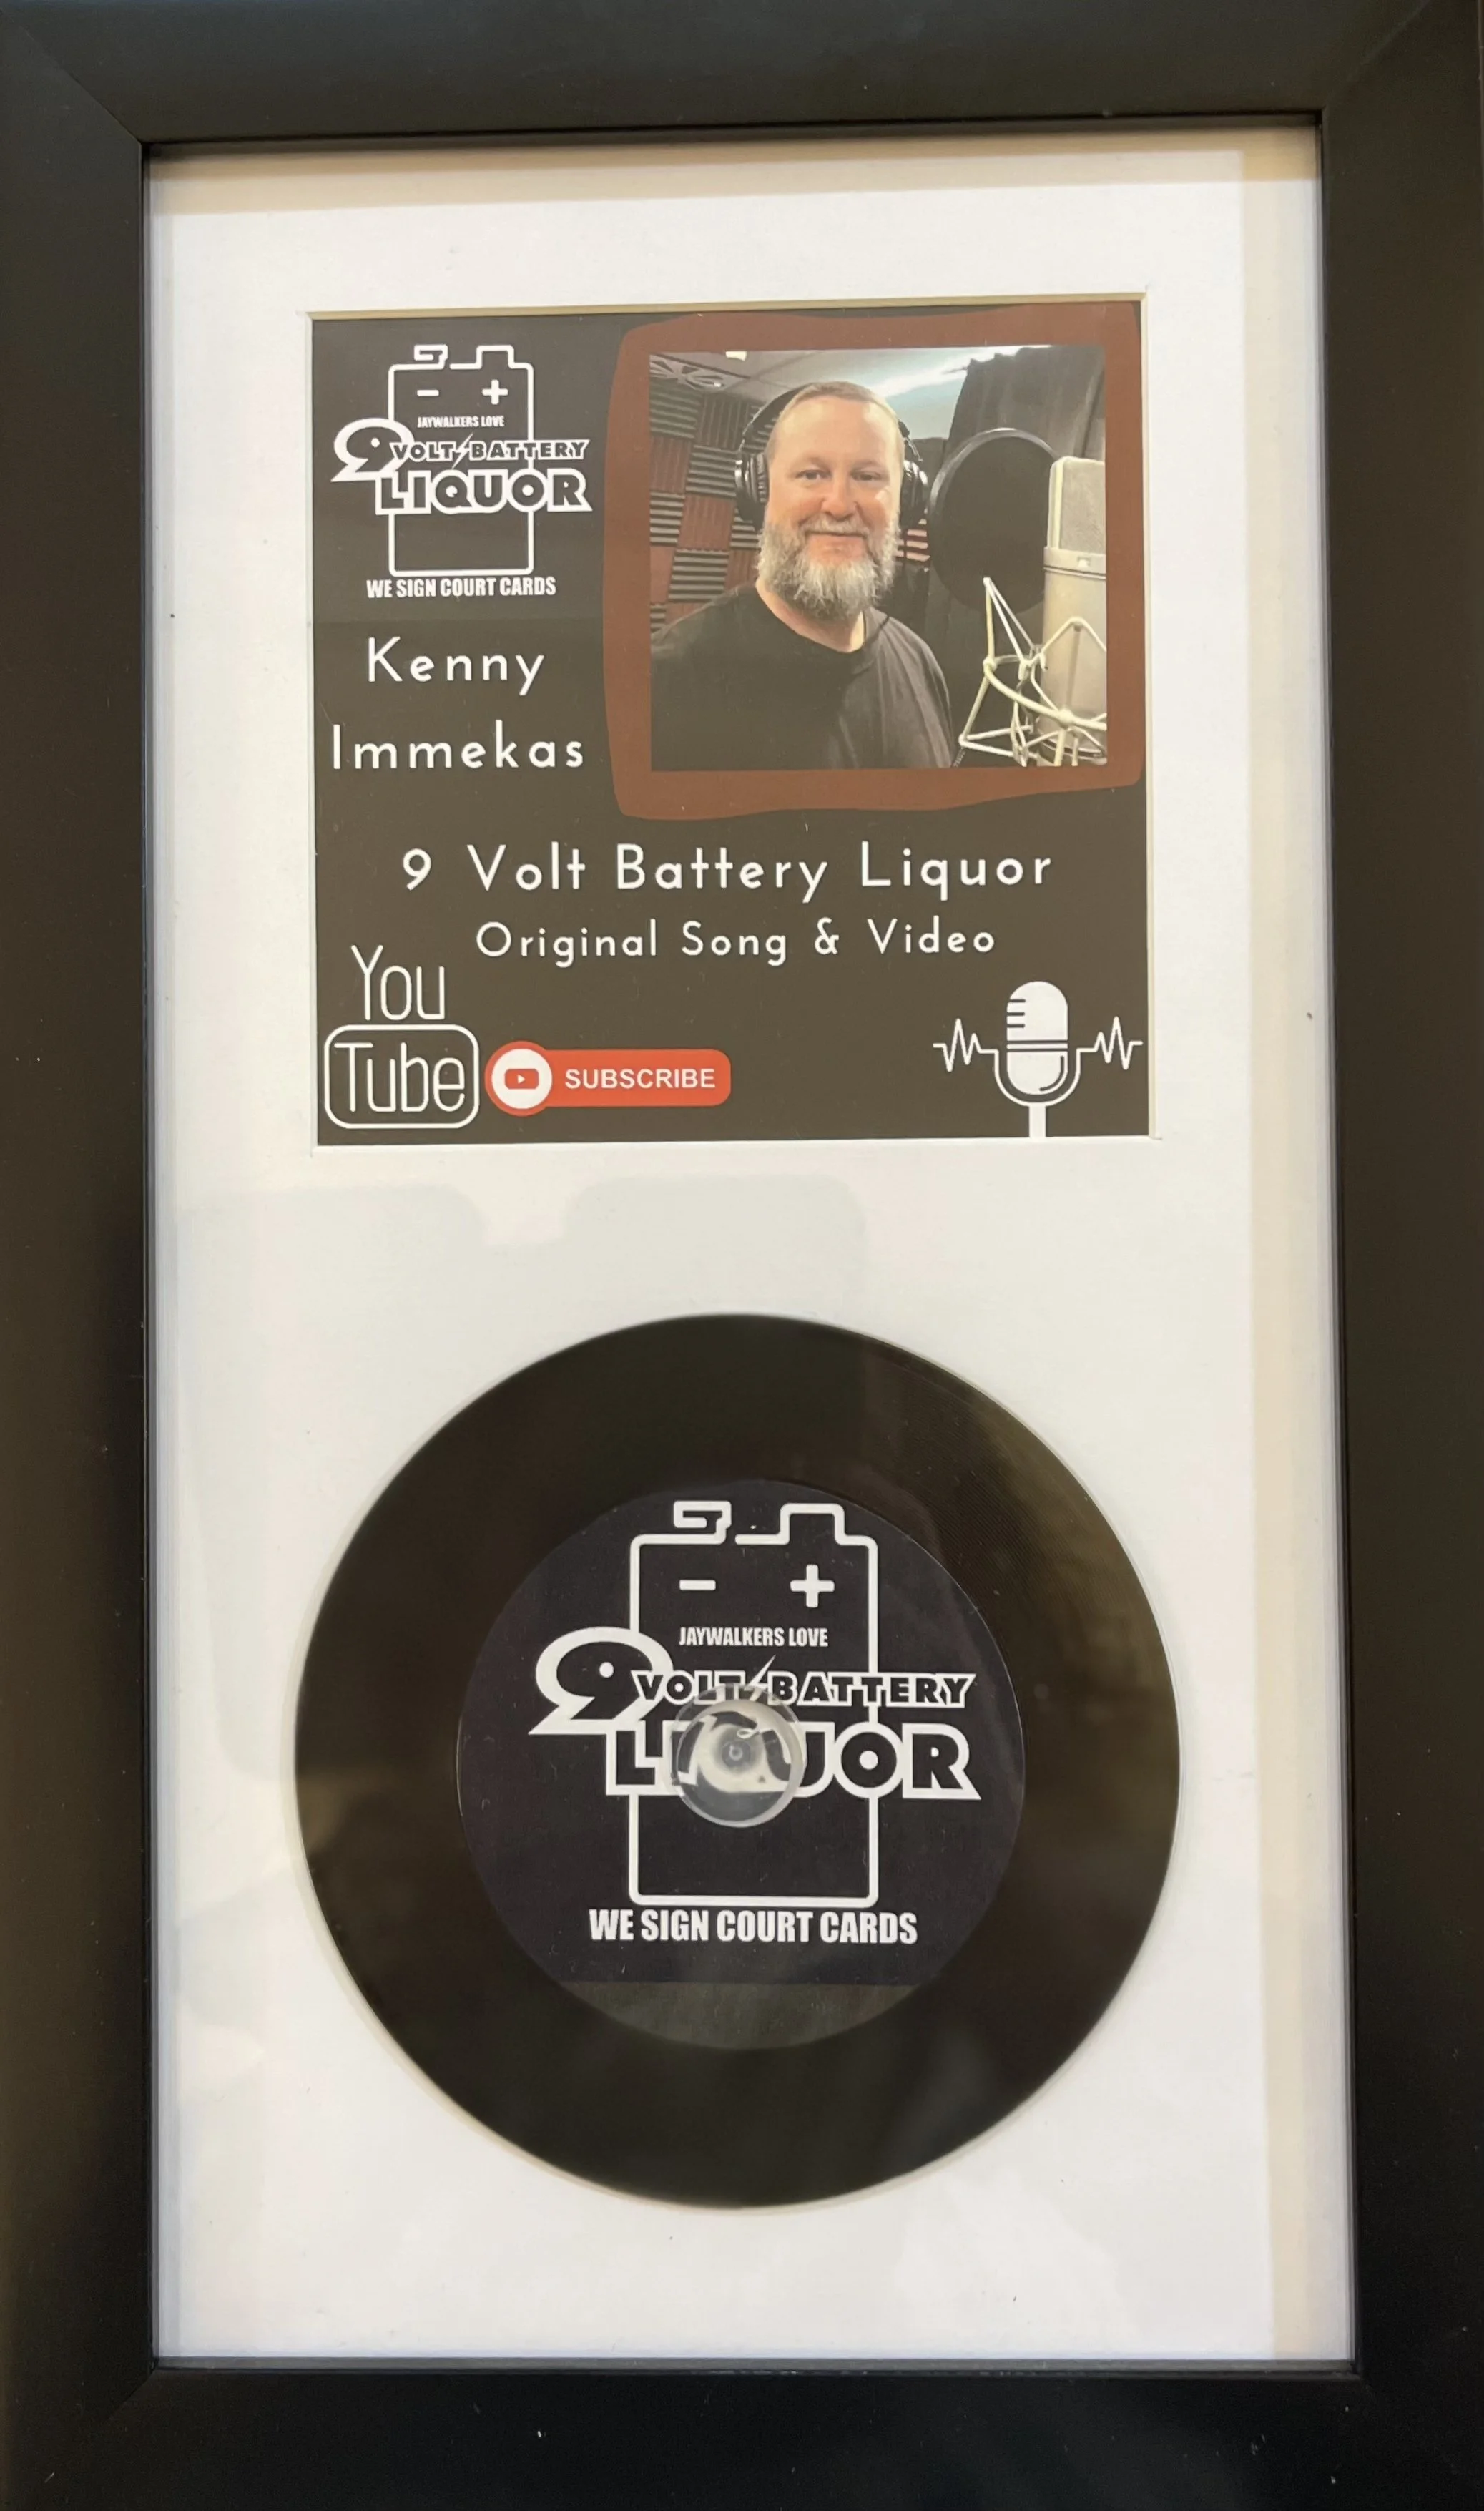 - +
JAYWALKERS LOVE
9 VOLT BATTERY
LIQUOR
WE SIGN COURT CARDS
Kenny
Immekas
9 Volt Battery Liquor
Original Song & Video
You
Tube
SUBSCRIBE
- +
JAYWALKERS LOVE
9 VOLT BATTERY
LIQUOR
WE SIGN COURT CARDS